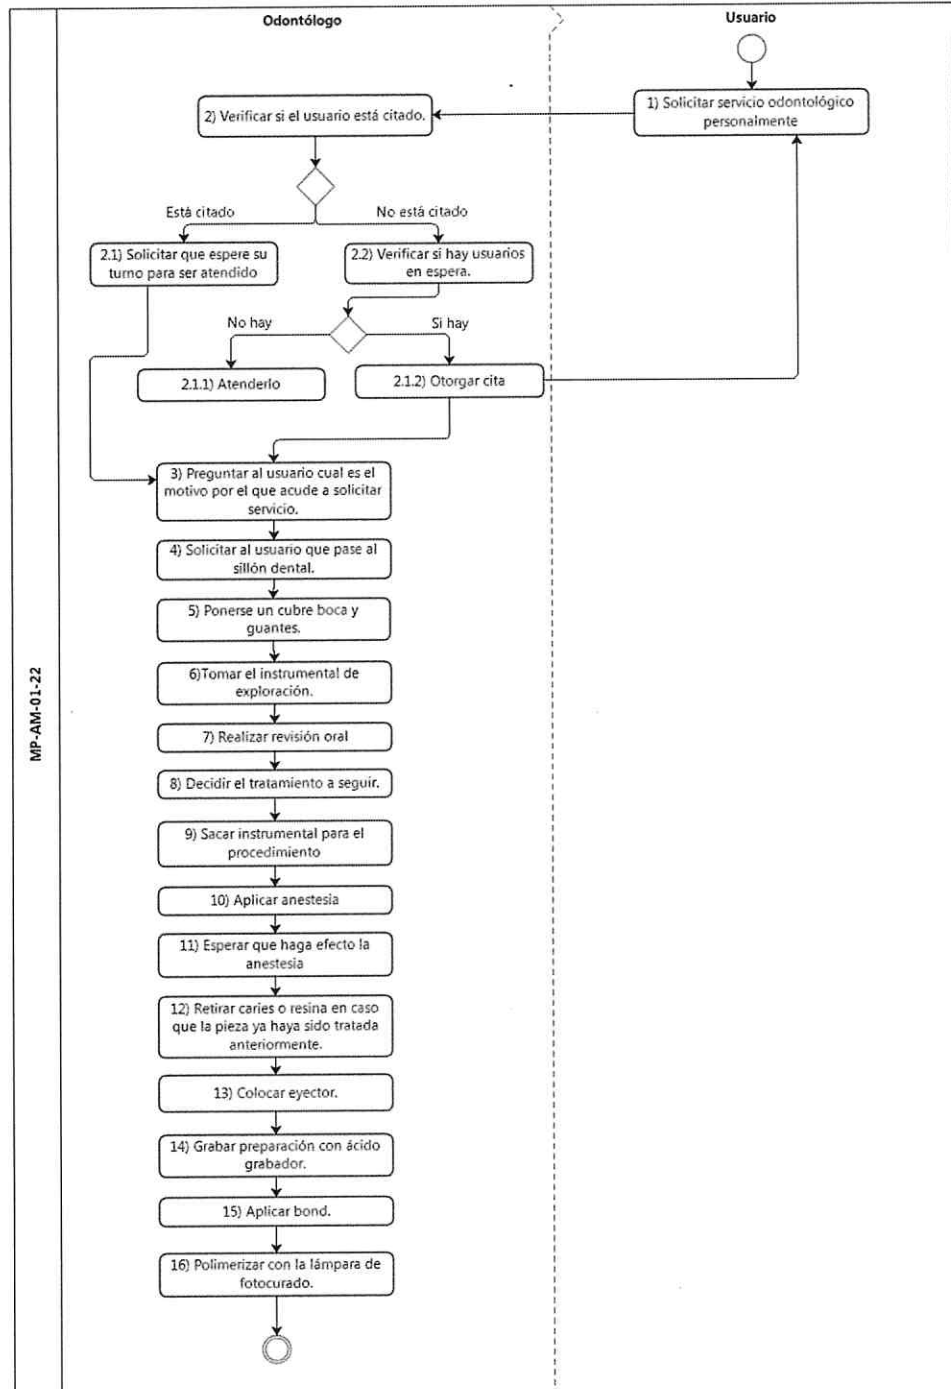 Odontólogo
Usuario
1) Solicitar servicio odontológico
personalmente
2) Verificar si el usuario está citado.
Está citado
No está citado
2.1) Solicitar que espere su
turno para ser atendido
2.2) Verificar si hay usuarios
en espera.
No hay
Si hay
2.1.1) Atenderlo
2.1.2) Otorgar cita
3) Preguntar al usuario cual es el
motivo por el que acude a solicitar
servicio.
4) Solicitar al usuario que pase al
sillón dental.
5) Ponerse un cubre boca y
guantes.
6)Tomar el instrumental de
exploración.
7) Realizar revisión oral
8) Decidir el tratamiento a seguir.
9) Sacar instrumental para el
procedimiento
10) Aplicar anestesia
11) Esperar que haga efecto la
anestesia
12) Retirar caries o resina en caso
que la pieza ya haya sido tratada
anteriormente.
13) Colocar eyector.
14) Grabar preparación con ácido
grabador.
15) Aplicar bond.
16) Polimerizar con la lámpara de
fotocurado.
MP-AM-01-22